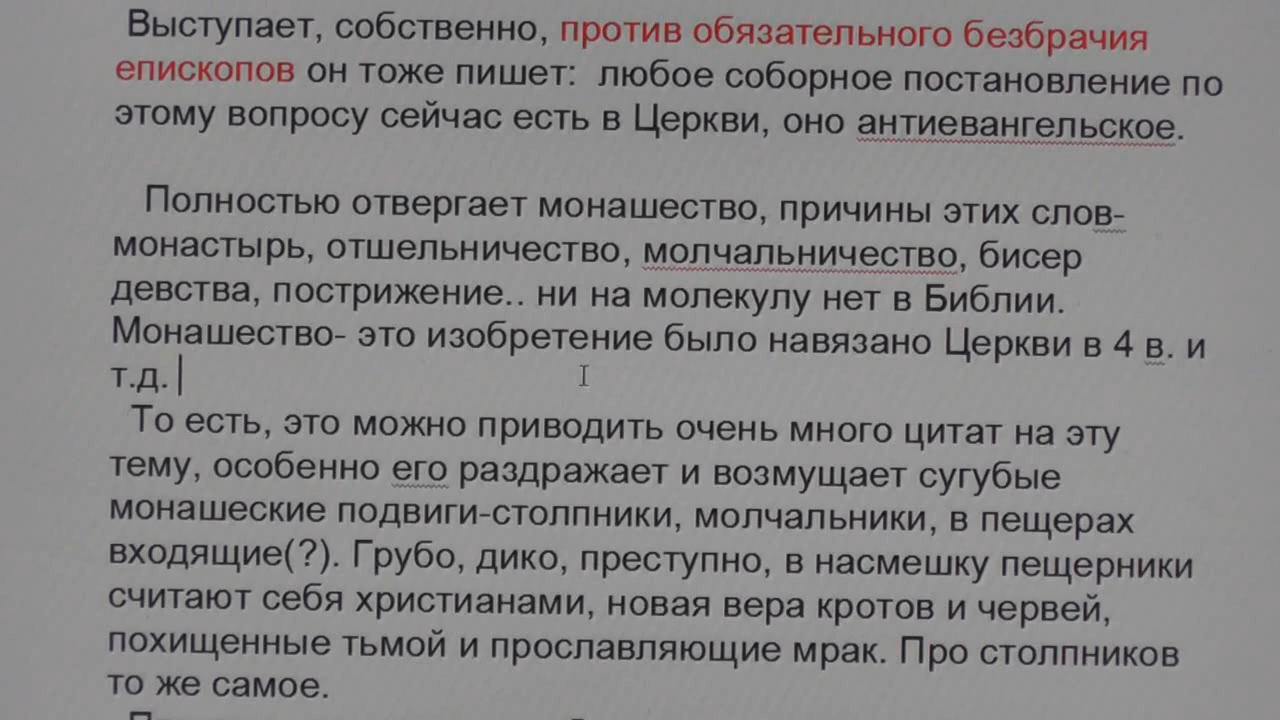 Выступает, собственно, против обязательного безбрачия
епископов он тоже пишет: любое соборное постановление по
этому вопросу сейчас есть в Церкви, оно антиевангельское.
Полностью отвергает монашество, причины этих слов-
монастырь, отшельничество, молчальничество, бисер
девства, пострижение.. ни на молекулу нет в Библии.
Монашество- это изобретение было навязано Церкви в 4 в. и
т.д.
То есть, это можно приводить очень много цитат на эту
тему, особенно его раздражает и возмущает сугубые
монашеские подвиги-столпники, молчальники, в пещерах
входящие(?). Грубо, дико, преступно, в насмешку пещерники
считают себя христианами, новая вера кротов и червей,
похищенные тьмой и прославляющие мрак. Про столпников
то же самое.